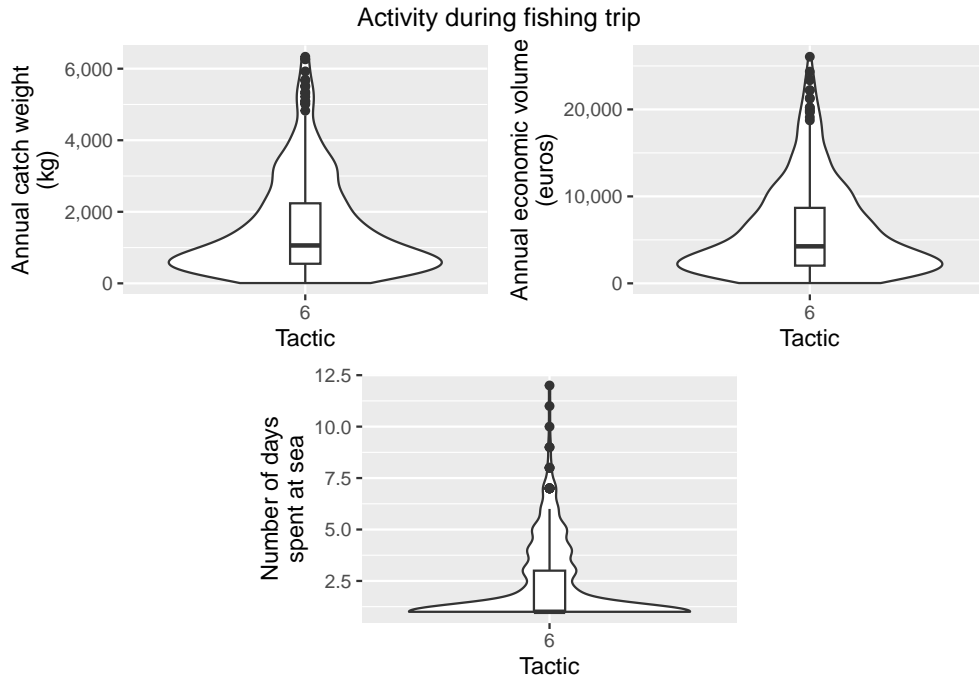 Activity during fishing trip
Annual catch weight
(kg)
6,000
4,000
2,000
0
6
Tactic
Annual economic volume
(euros)
20,000
10,000
0
6
Tactic
Number of days
spent at sea
12.5
10.0
7.5
5.0
2.5
6
Tactic